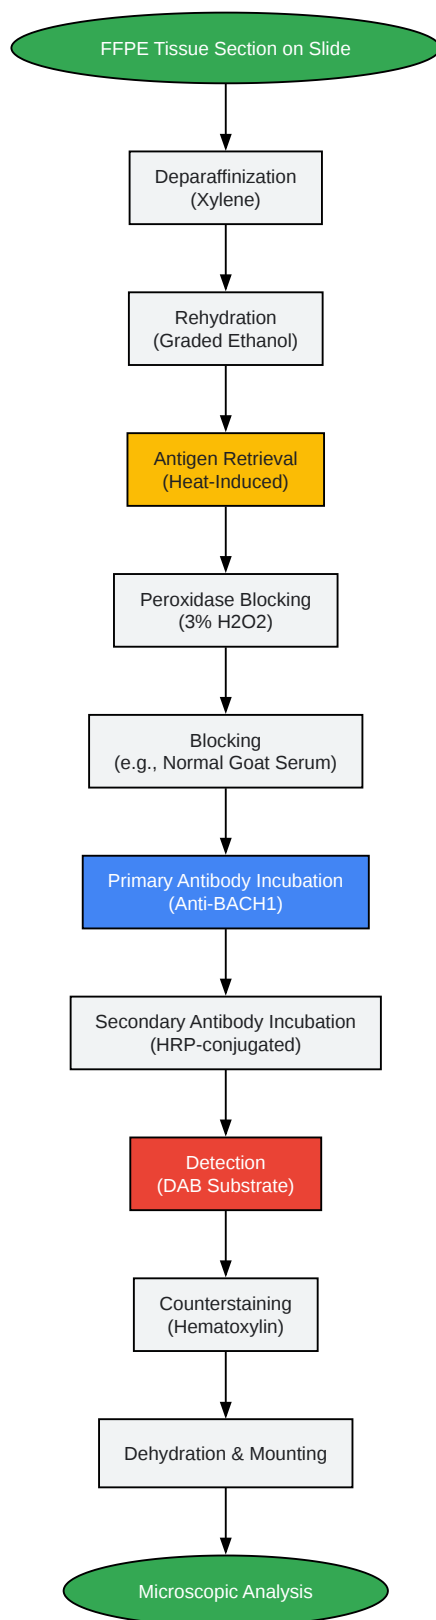 FFPE Tissue Section on Slide
Deparaffinization
(Xylene)
Rehydration
(Graded Ethanol)
Antigen Retrieval
(Heat-Induced)
Peroxidase Blocking
(3% H2O2)
Blocking
(e.g., Normal Goat Serum)
Primary Antibody Incubation
(Anti-BACH1)
Secondary Antibody Incubation
(HRP-conjugated)
Detection
(DAB Substrate)
Counterstaining
(Hematoxylin)
Dehydration & Mounting
Microscopic Analysis